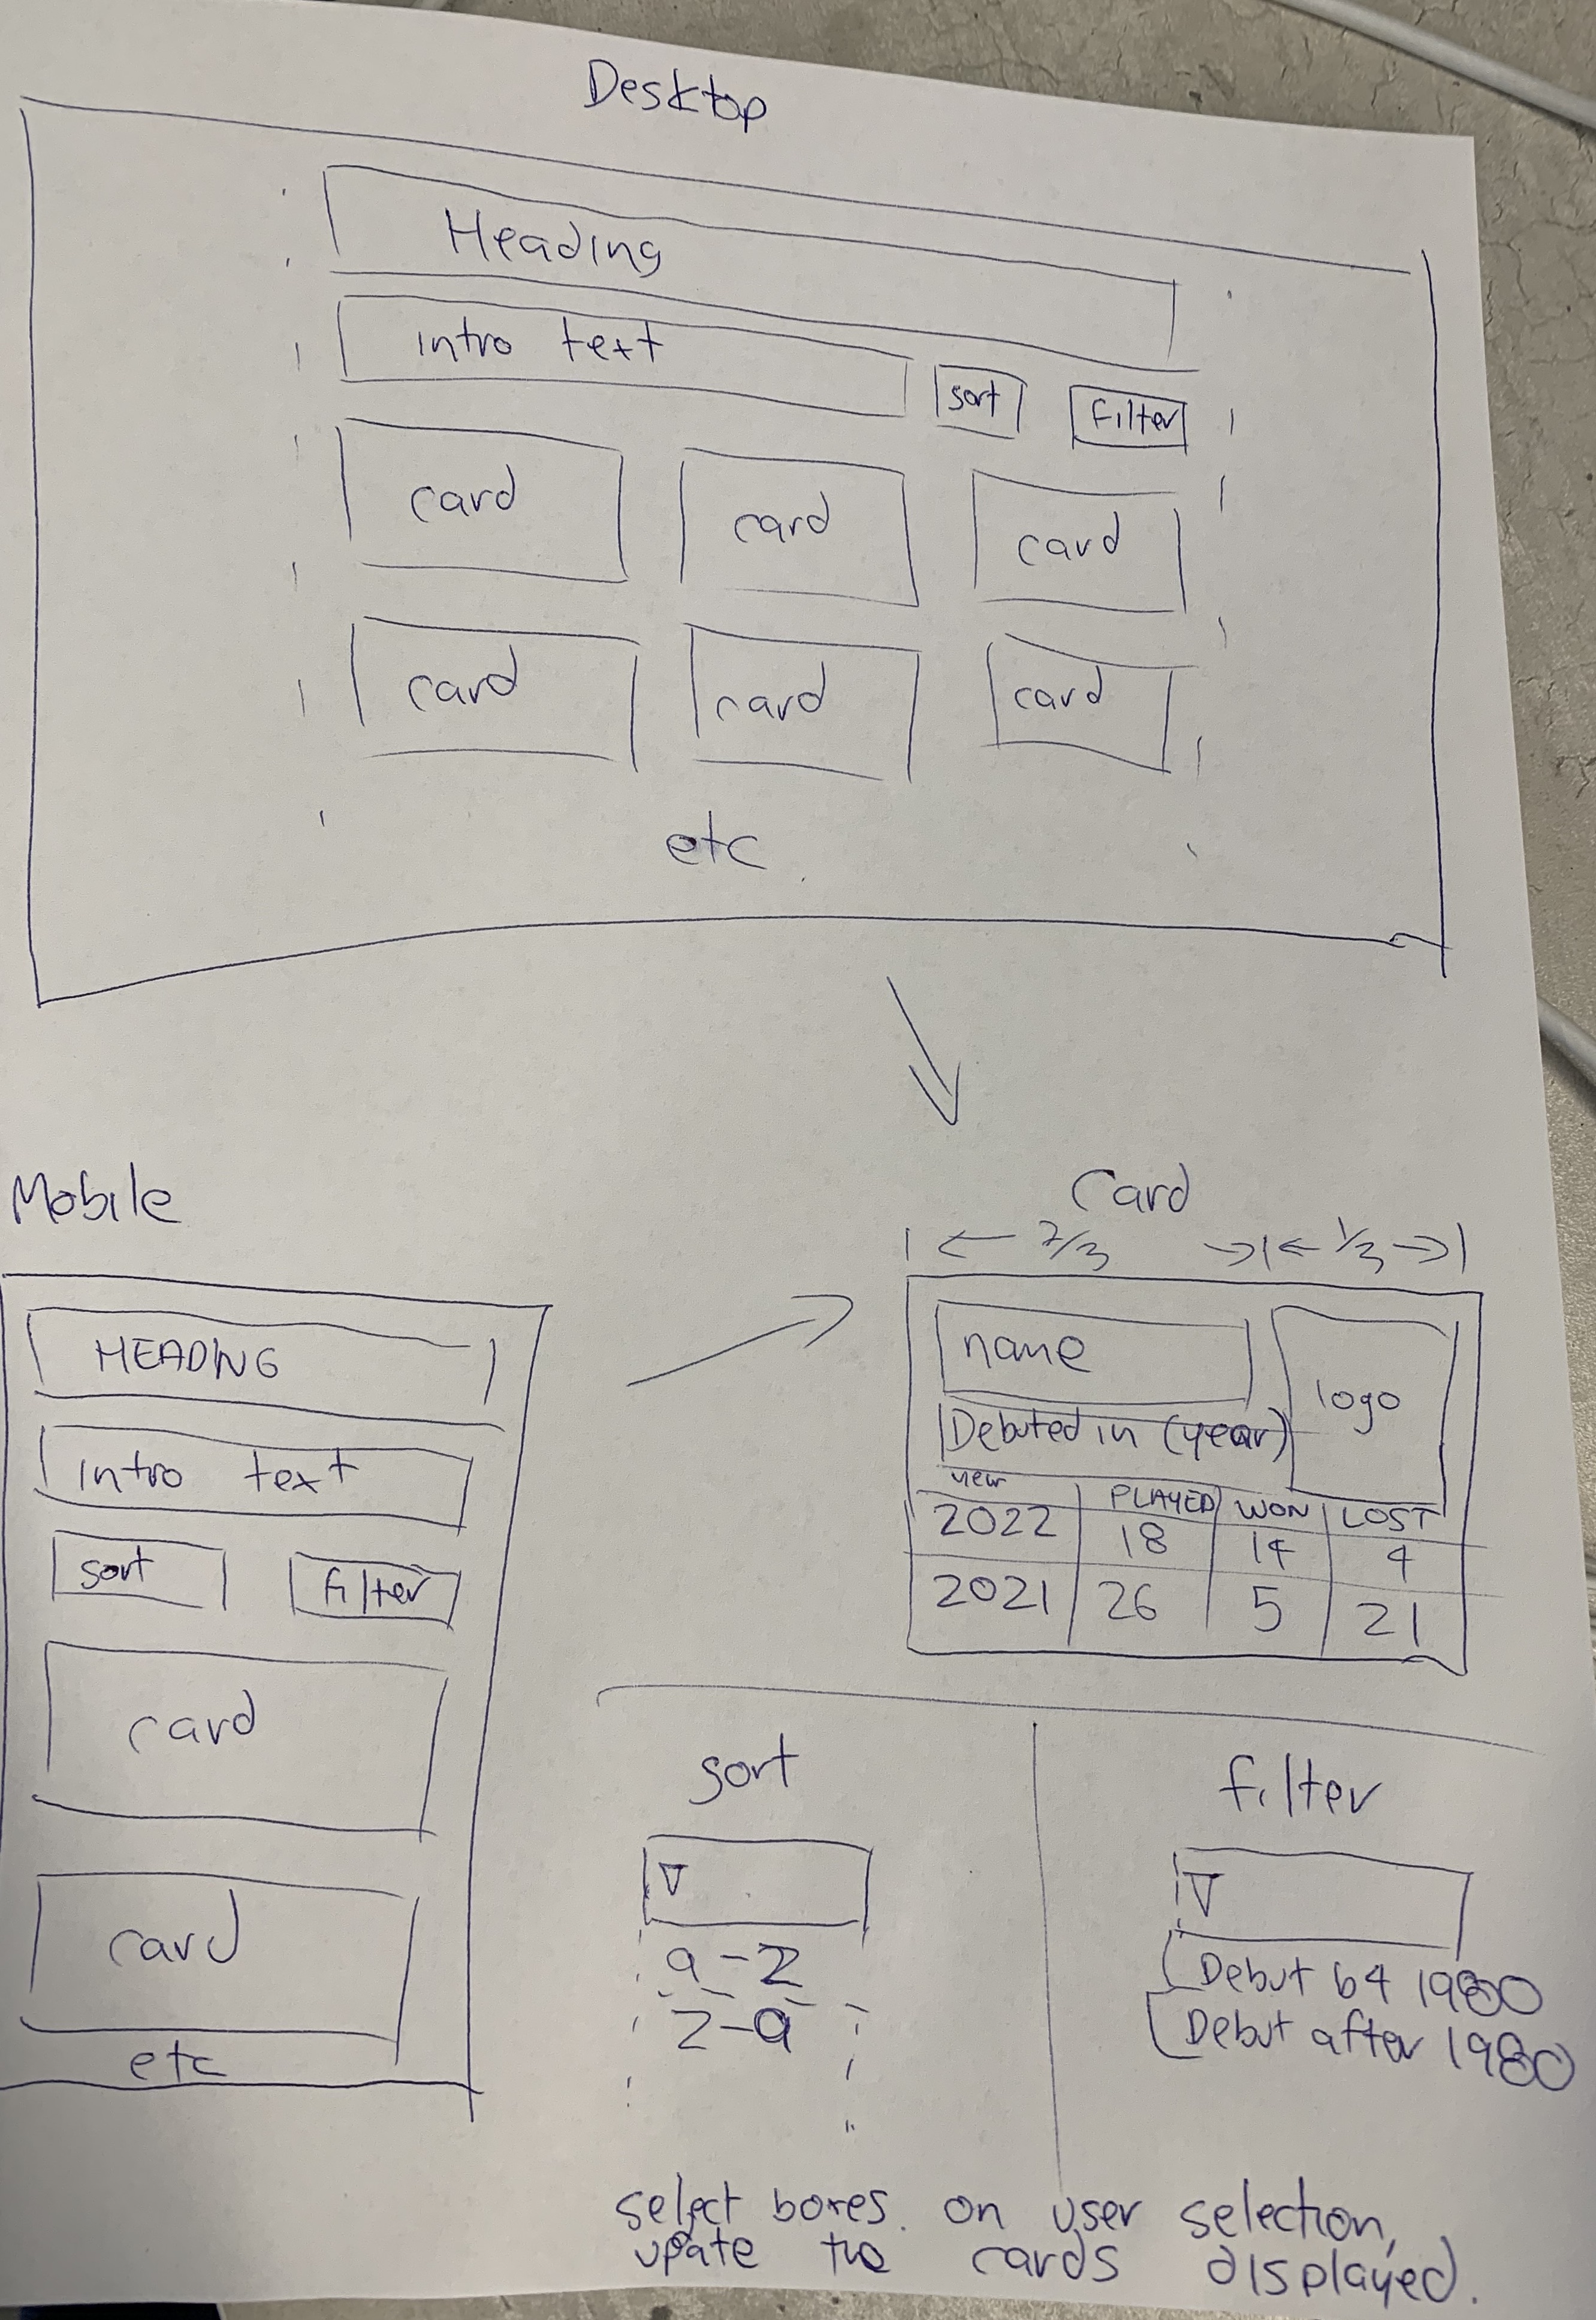 Desktop
Heading
intro text
sort
Filter
card card card
card card card
etc
Mobile
HEADING
Intro text
sort Filter
card
card
etc
Card
2/3 1/3
name
logo
Debuted in (year)
year PLAYED WON LOST
2022 18 14 4
2021 26 5 21
sort
a-z
z-a
filter
Debut b4 1980
Debut after 1980
select boxes. on user selection,
upate the cards displayed.